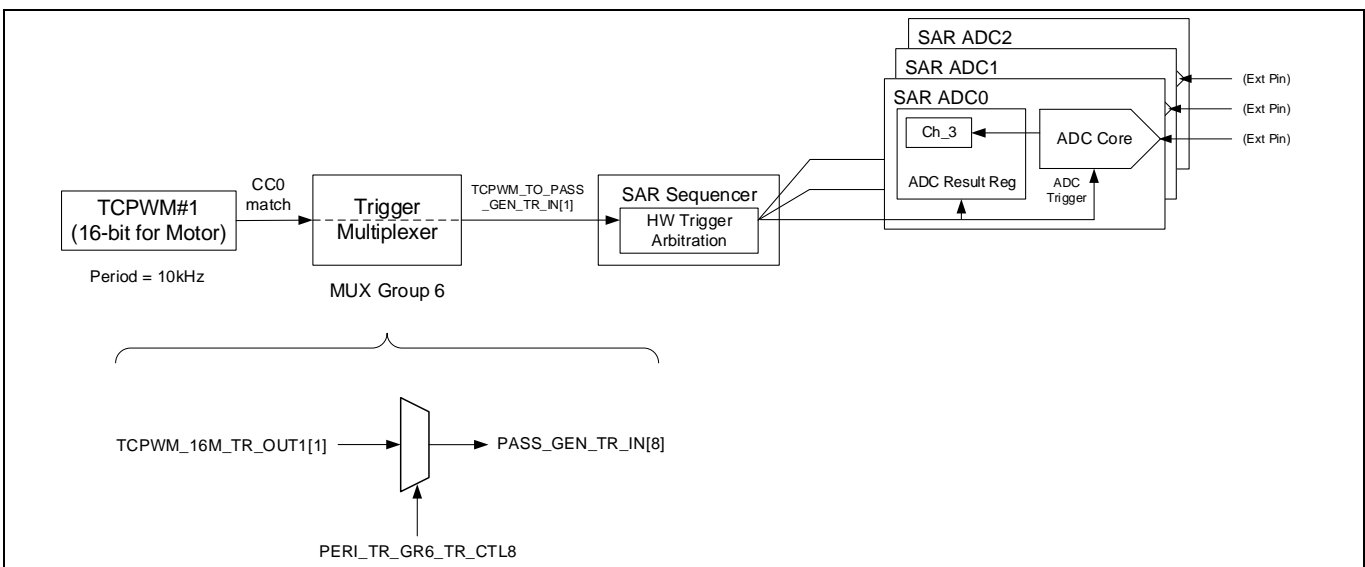 SAR ADC2
SAR ADC1
SAR ADC0
(Ext Pin)
(Ext Pin)
(Ext Pin)
Ch_3
ADC Core
ADC Result Reg
ADC
Trigger
TCPWM#1
(16-bit for Motor)
Period = 10kHz
CC0
match
Trigger
Multiplexer
MUX Group 6
TCPWM_TO_PASS
_GEN_TR_IN[1]
SAR Sequencer
HW Trigger
Arbitration
TCPWM_16M_TR_OUT1[1]
PASS_GEN_TR_IN[8]
PERI_TR_GR6_TR_CTL8